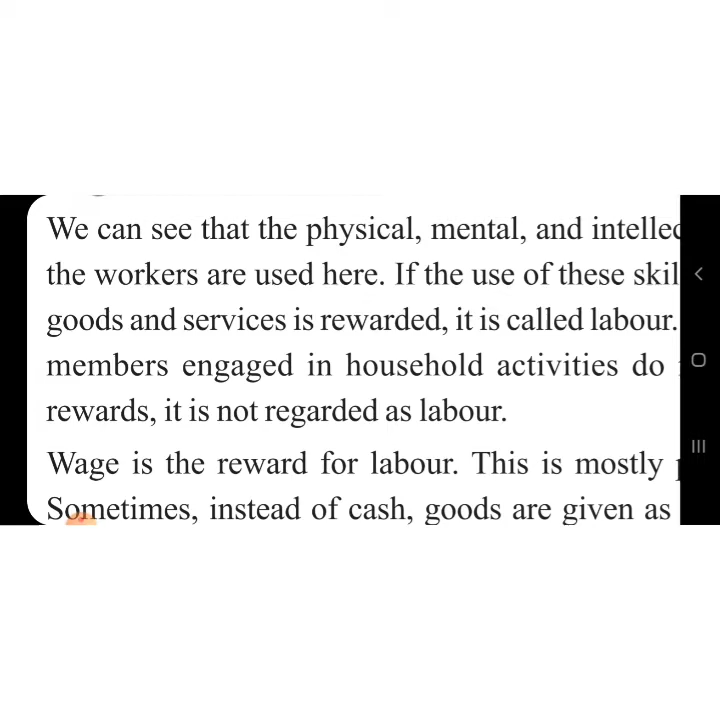 We can see that the physical, mental, and
the workers are used here. If the use of these
goods and services is rewarded, it is called labour.
members engaged in household activities do
rewards, it is not regarded as labour.
Wage is the reward for labour. This is mostly
Sometimes, instead of cash, goods are given as